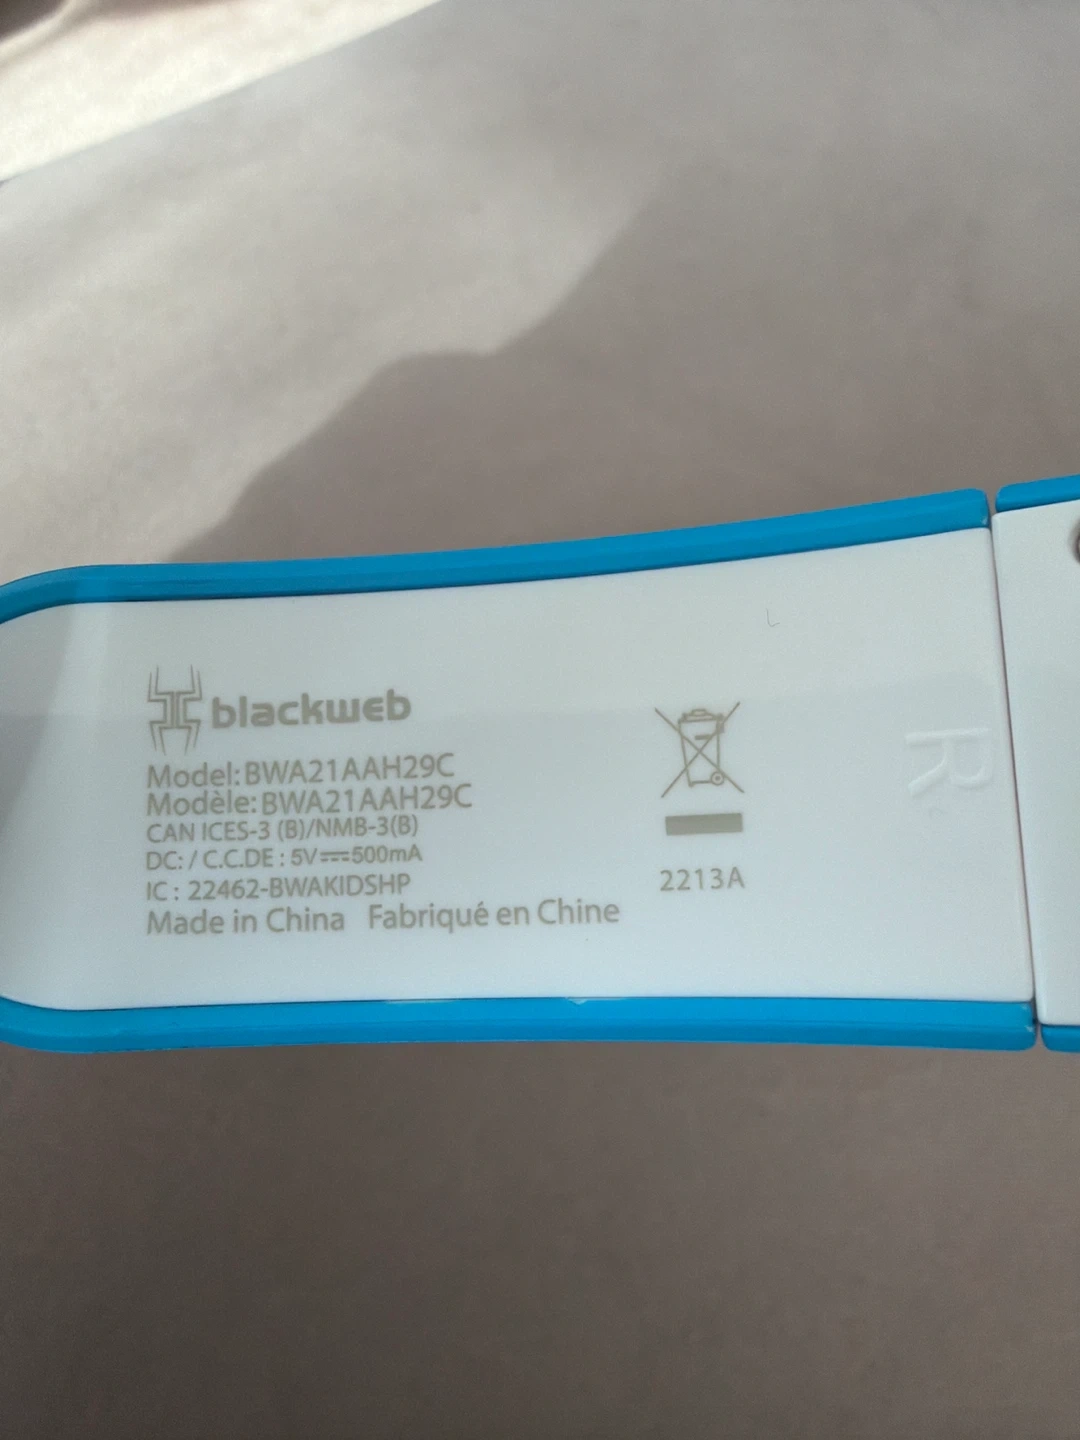 blackweb
Model: BWA21AAH29C
Modèle: BWA21AAH29C
CAN ICES-3 (B)/NMB-3(B)
DC: / C.C.DE : 5V⎓500mA
IC : 22462-BWAKIDSHP
Made in China Fabriqué en Chine
2213A
R